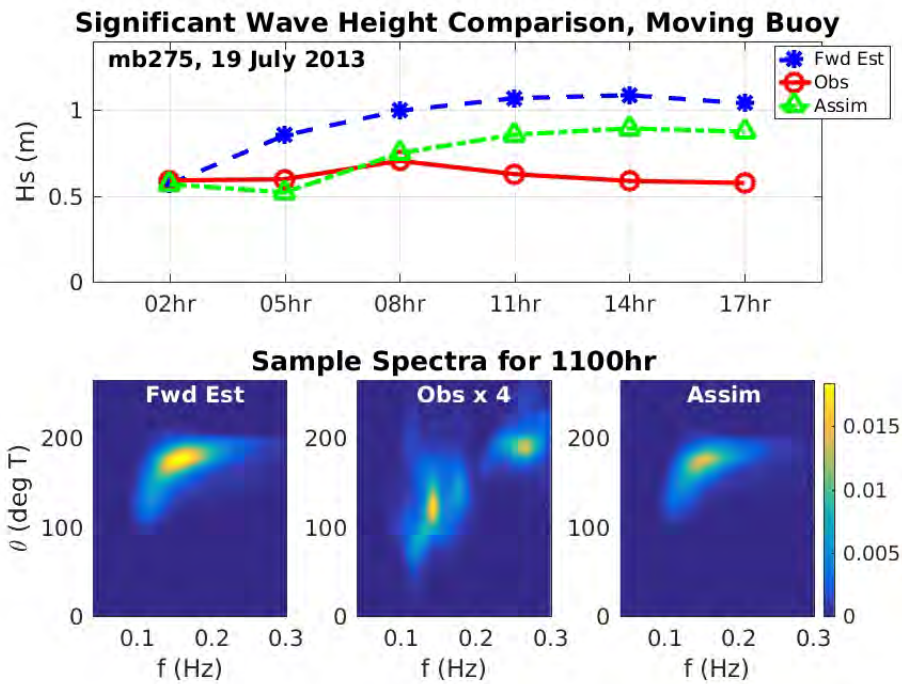 Significant Wave Height Comparison, Moving Buoy
mb275, 19 July 2013
Fwd Est
Obs
Assim
Hs (m)
1
0.5
0
02hr 05hr 08hr 11hr 14hr 17hr
Sample Spectra for 1100hr
Fwd Est Obs x 4 Assim
θ (deg T)
200 200 200
100 100 100
0 0 0
0.015
0.01
0.005
0
0.1 0.2 0.3 0.1 0.2 0.3 0.1 0.2 0.3
f (Hz) f (Hz) f (Hz)